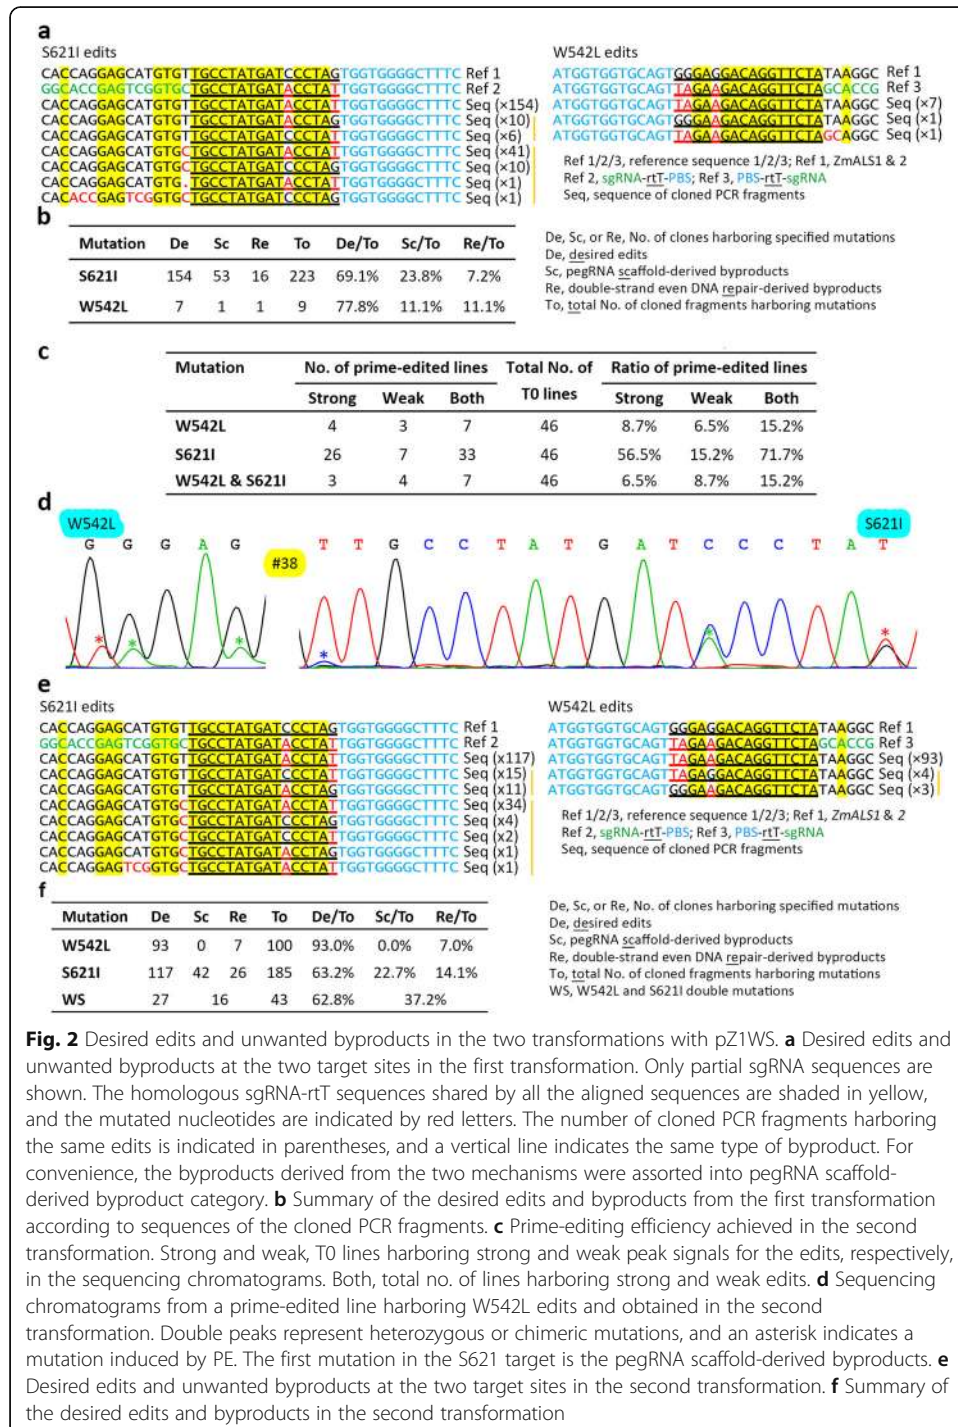 a
S621I edits
CACCAGGAGCATGTGTTGCCTATGATCCCTAGTGGTGGGGCTTTC Ref 1
GGCACCGAGTCGGTGCTGCCTATGATACCTATTGGTGGGGCTTTC Ref 2
CACCAGGAGCATGTGTTGCCTATGATACCTATTGGTGGGGCTTTC Seq (×154)
CACCAGGAGCATGTGTTGCCTATGATACCTAGTGGTGGGGCTTTC Seq (×10)
CACCAGGAGCATGTGTTGCCTATGATCCCTATTGGTGGGGCTTTC Seq (×6)
CACCAGGAGCATGTGCTGCCTATGATACCTATTGGTGGGGCTTTC Seq (×41)
CACCAGGAGCATGTGCTGCCTATGATCCCTAGTGGTGGGGCTTTC Seq (×10)
CACCAGGAGCATGTG.TGCCTATGATACCTATTGGTGGGGCTTTC Seq (×1)
CACACCGAGTCGGTGCTGCCTATGATCCCTAGTGGTGGGGCTTTC Seq (×1)
W542L edits
ATGGTGGTGCAGTGGGAGGACAGGTTCTATAAGGC Ref 1
ATGGTGGTGCAGTTAGAAGACAGGTTCTAGCACCG Ref 3
ATGGTGGTGCAGTTAGAAGACAGGTTCTATAAGGC Seq (×7)
ATGGTGGTGCAGTGGGAAGACAGGTTCTATAAGGC Seq (×1)
ATGGTGGTGCAGTTAGAAGACAGGTTCTAGCAGGC Seq (×1)
Ref 1/2/3, reference sequence 1/2/3; Ref 1, ZmALS1 & 2
Ref 2, sgRNA-rtT-PBS; Ref 3, PBS-rtT-sgRNA
Seq, sequence of cloned PCR fragments
b
Mutation De Sc Re To De/To Sc/To Re/To
S621I 154 53 16 223 69.1% 23.8% 7.2%
W542L 7 1 1 9 77.8% 11.1% 11.1%
De, Sc, or Re, No. of clones harboring specified mutations
De, desired edits
Sc, pegRNA scaffold-derived byproducts
Re, double-strand even DNA repair-derived byproducts
To, total No. of cloned fragments harboring mutations
c
Mutation No. of prime-edited lines Total No. of T0 lines Ratio of prime-edited lines
Strong Weak Both Strong Weak Both
W542L 4 3 7 46 8.7% 6.5% 15.2%
S621I 26 7 33 46 56.5% 15.2% 71.7%
W542L & S621I 3 4 7 46 6.5% 8.7% 15.2%
d
W542L S621I
G G G A G #38 T T G C C T A T G A T C C C T A T
* * * * * *
e
S621I edits
CACCAGGAGCATGTGTTGCCTATGATCCCTAGTGGTGGGGCTTTC Ref 1
GGCACCGAGTCGGTGCTGCCTATGATACCTATTGGTGGGGCTTTC Ref 2
CACCAGGAGCATGTGTTGCCTATGATACCTATTGGTGGGGCTTTC Seq (x117)
CACCAGGAGCATGTGTTGCCTATGATCCCTATTGGTGGGGCTTTC Seq (x15)
CACCAGGAGCATGTGTTGCCTATGATACCTAGTGGTGGGGCTTTC Seq (x11)
CACCAGGAGCATGTGCTGCCTATGATACCTATTGGTGGGGCTTTC Seq (x34)
CACCAGGAGCATGTGCTGCCTATGATCCCTAGTGGTGGGGCTTTC Seq (x4)
CACCAGGAGCATGTGCTGCCTATGATCCCTATTGGTGGGGCTTTC Seq (x2)
CACCAGGAGCATGTGCTGCCTATGATACCTAGTGGTGGGGCTTTC Seq (x1)
CACCAGGAGTCGGTGCTGCCTATGATACCTATTGGTGGGGCTTTC Seq (x1)
W542L edits
ATGGTGGTGCAGTGGGAGGACAGGTTCTATAAGGC Ref 1
ATGGTGGTGCAGTTAGAAGACAGGTTCTAGCACCG Ref 3
ATGGTGGTGCAGTTAGAAGACAGGTTCTATAAGGC Seq (×93)
ATGGTGGTGCAGTTAGAGGACAGGTTCTATAAGGC Seq (×4)
ATGGTGGTGCAGTGGGAAGACAGGTTCTATAAGGC Seq (×3)
Ref 1/2/3, reference sequence 1/2/3; Ref 1, ZmALS1 & 2
Ref 2, sgRNA-rtT-PBS; Ref 3, PBS-rtT-sgRNA
Seq, sequence of cloned PCR fragments
f
Mutation De Sc Re To De/To Sc/To Re/To
W542L 93 0 7 100 93.0% 0.0% 7.0%
S621I 117 42 26 185 63.2% 22.7% 14.1%
WS 27 16 43 62.8% 37.2%
De, Sc, or Re, No. of clones harboring specified mutations
De, desired edits
Sc, pegRNA scaffold-derived byproducts
Re, double-strand even DNA repair-derived byproducts
To, total No. of cloned fragments harboring mutations
WS, W542L and S621I double mutations
Fig. 2 Desired edits and unwanted byproducts in the two transformations with pZ1WS. a Desired edits and
unwanted byproducts at the two target sites in the first transformation. Only partial sgRNA sequences are
shown. The homologous sgRNA-rtT sequences shared by all the aligned sequences are shaded in yellow,
and the mutated nucleotides are indicated by red letters. The number of cloned PCR fragments harboring
the same edits is indicated in parentheses, and a vertical line indicates the same type of byproduct. For
convenience, the byproducts derived from the two mechanisms were assorted into pegRNA scaffold-
derived byproduct category. b Summary of the desired edits and byproducts from the first transformation
according to sequences of the cloned PCR fragments. c Prime-editing efficiency achieved in the second
transformation. Strong and weak, T0 lines harboring strong and weak peak signals for the edits, respectively,
in the sequencing chromatograms. Both, total no. of lines harboring strong and weak edits. d Sequencing
chromatograms from a prime-edited line harboring W542L edits and obtained in the second
transformation. Double peaks represent heterozygous or chimeric mutations, and an asterisk indicates a
mutation induced by PE. The first mutation in the S621 target is the pegRNA scaffold-derived byproducts. e
Desired edits and unwanted byproducts at the two target sites in the second transformation. f Summary of
the desired edits and byproducts in the second transformation